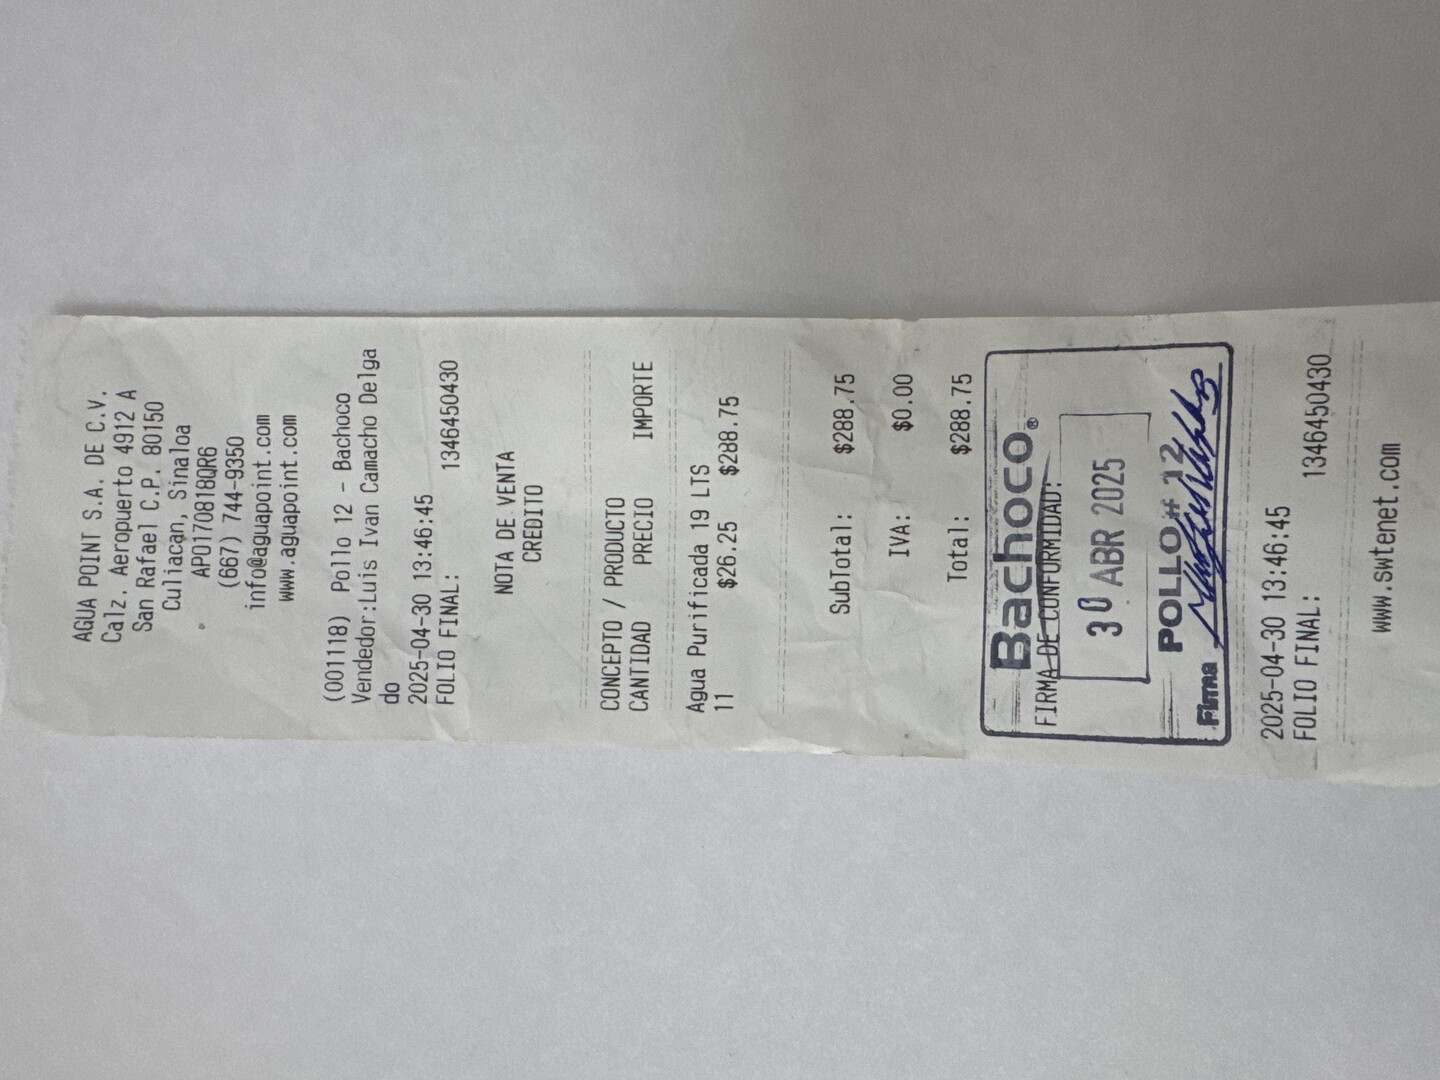 AGUA POINT S.A. DE C.V.
Calz. Aeropuerto 4912 A
San Rafael C.P. 80150
Culiacan, Sinaloa
APO170818QR6
(667) 744-9350
info@aguapoint.com
www.aguapoint.com
(001118) Pollo 12 - Bachoco
Vendedor:Luis Ivan Camacho Delga
do
2025-04-30 13:46:45
FOLIO FINAL: 1346450430
NOTA DE VENTA
CREDITO
CONCEPTO / PRODUCTO
CANTIDAD PRECIO IMPORTE
Agua Purificada 19 LTS
11 $26.25 $288.75
SubTotal: $288.75
IVA: $0.00
Total: $288.75
Bachoco®
FIRMA DE CONFORMIDAD:
30 ABR 2025
POLLO # 12
Firma
2025-04-30 13:46:45
FOLIO FINAL: 1346450430
www.swtenet.com